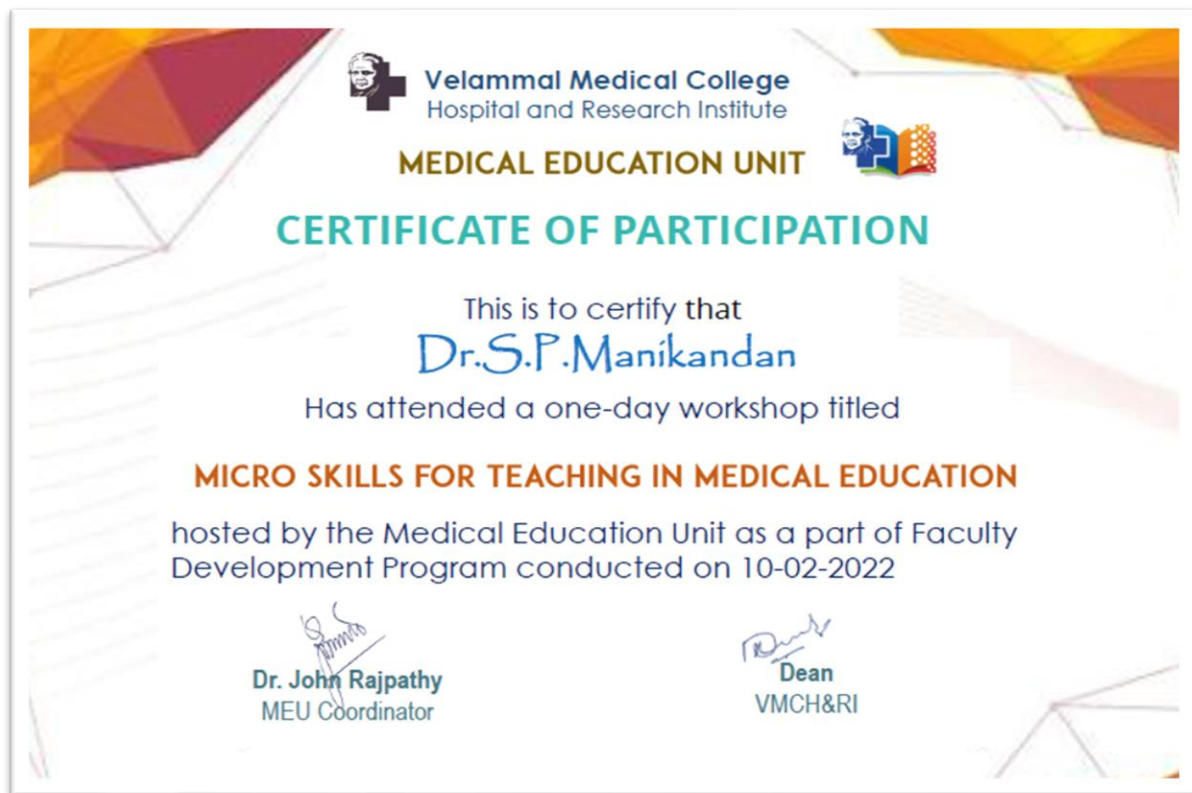 Velammal Medical College
Hospital and Research Institute
MEDICAL EDUCATION UNIT
CERTIFICATE OF PARTICIPATION
This is to certify that
Dr.S.P.Manikandan
Has attended a one-day workshop titled
MICRO SKILLS FOR TEACHING IN MEDICAL EDUCATION
hosted by the Medical Education Unit as a part of Faculty
Development Program conducted on 10-02-2022
Dr. John Rajpathy
MEU Coordinator
Dean
VMCH&RI